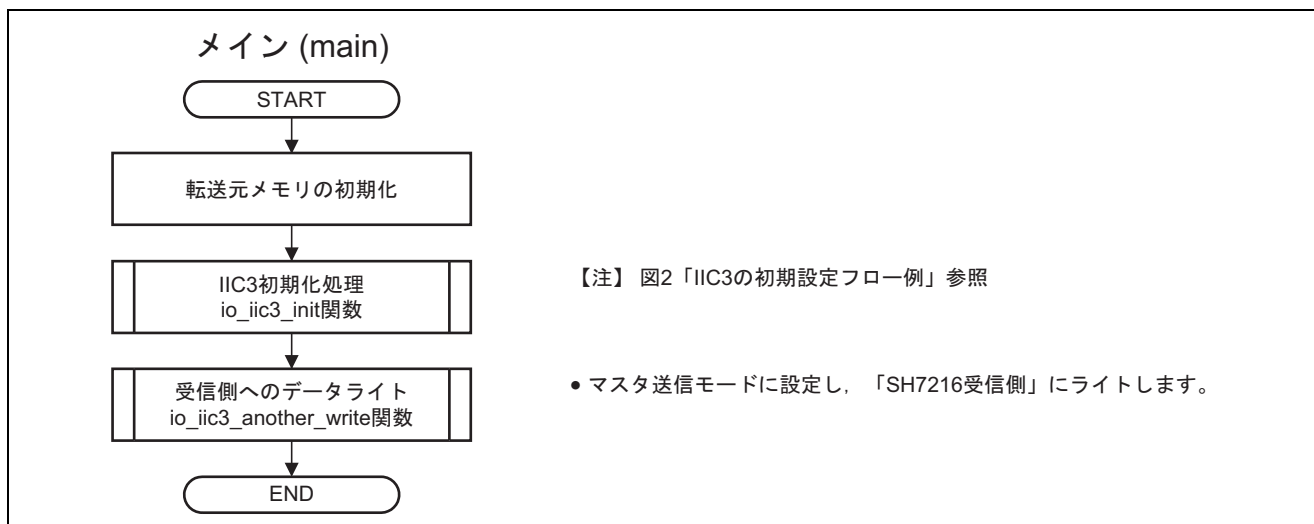 メイン (main)
START
転送元メモリの初期化
IIC3初期化処理
io_iic3_init関数
【注】 図2「IIC3の初期設定フロー例」参照
受信側へのデータライト
io_iic3_another_write関数
● マスタ送信モードに設定し，「SH7216受信側」にライトします。
END